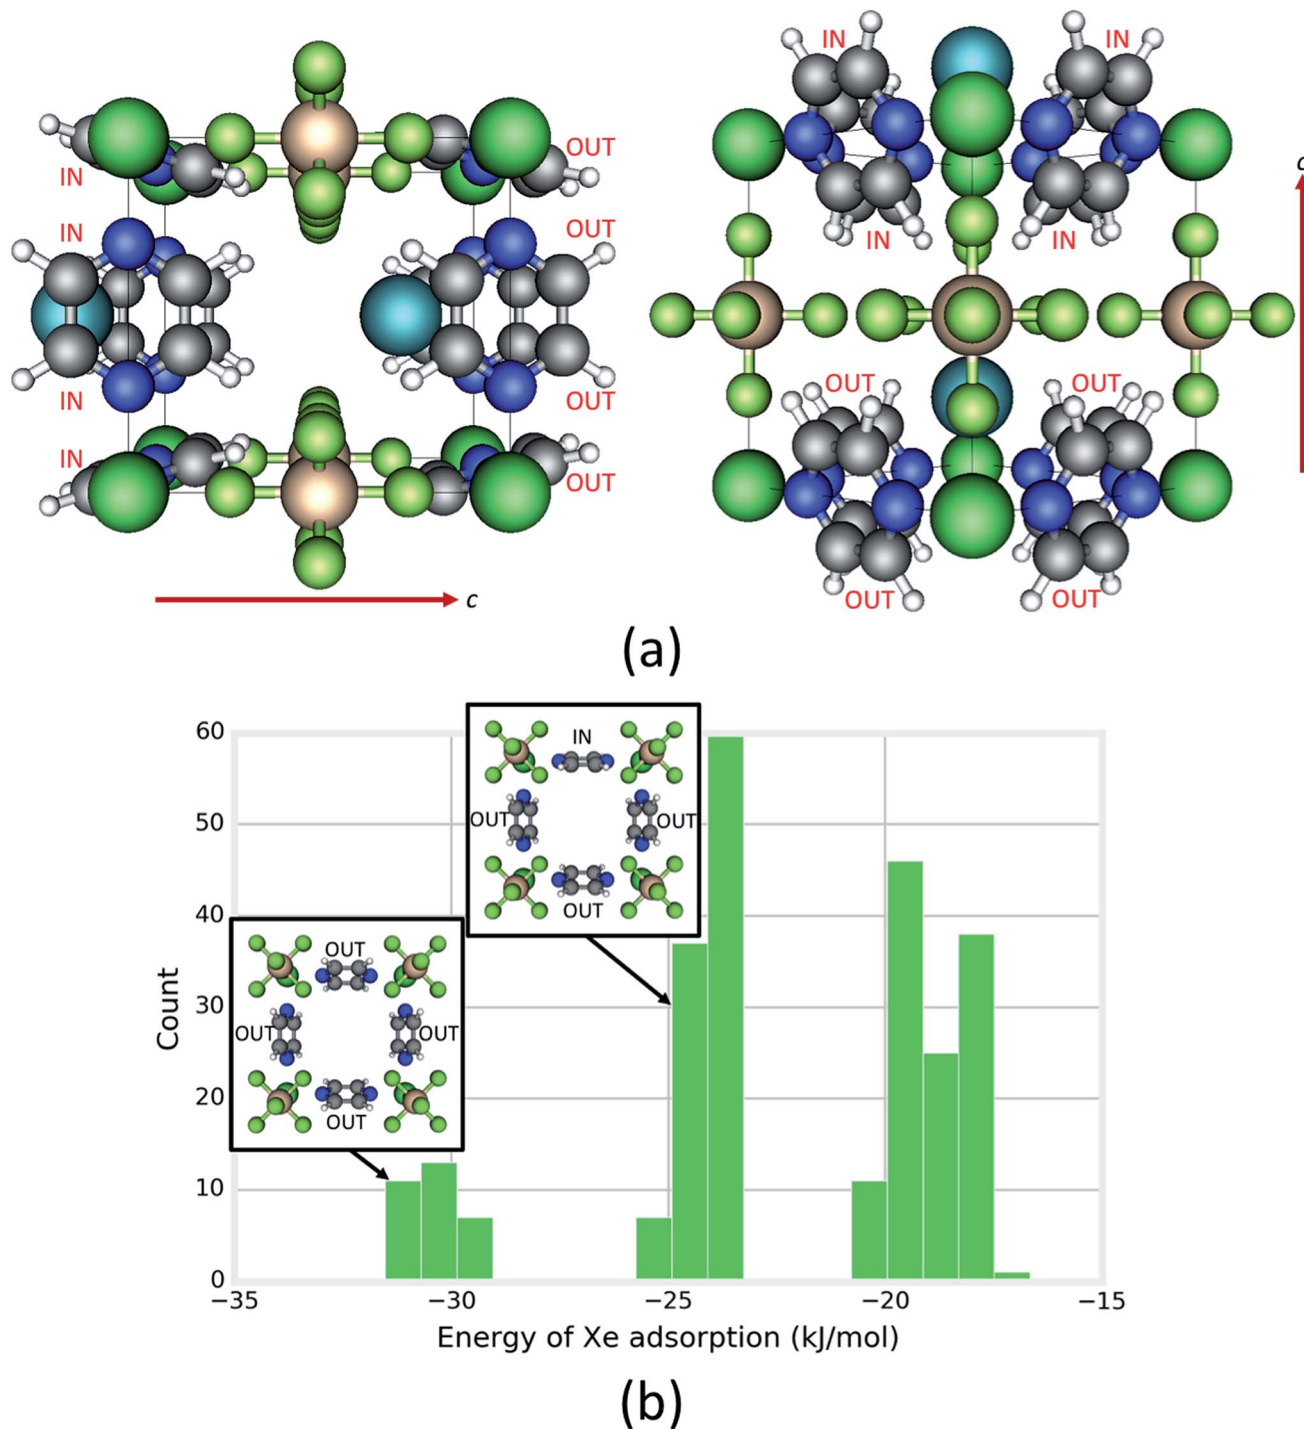 IN IN
OUT
IN
IN OUT
c
IN IN
IN OUT
OUT OUT
IN OUT
c
OUT OUT
(a)
60
IN
50
OUT OUT
40
OUT
OUT
Count
30
OUT OUT
20
OUT
10
0
−35 −30 −25 −20 −15
Energy of Xe adsorption (kJ/mol)
(b)